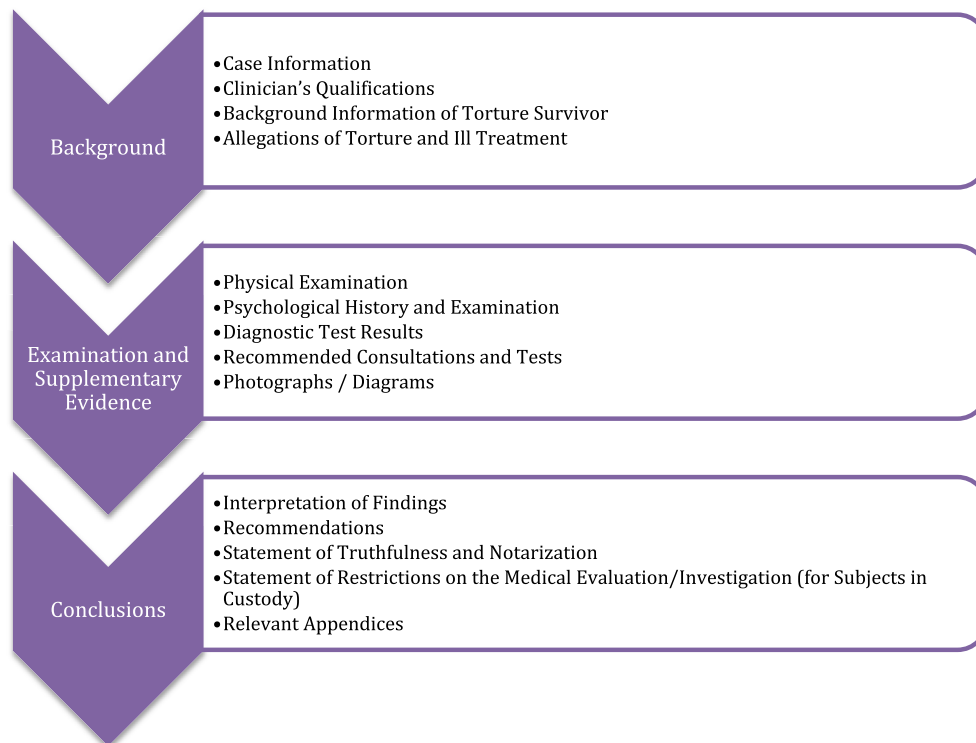 Background
•Case Information
•Clinician’s Qualifications
•Background Information of Torture Survivor
•Allegations of Torture and Ill Treatment
Examination and
Supplementary
Evidence
•Physical Examination
•Psychological History and Examination
•Diagnostic Test Results
•Recommended Consultations and Tests
•Photographs / Diagrams
Conclusions
•Interpretation of Findings
•Recommendations
•Statement of Truthfulness and Notarization
•Statement of Restrictions on the Medical Evaluation/Investigation (for Subjects in
Custody)
•Relevant Appendices